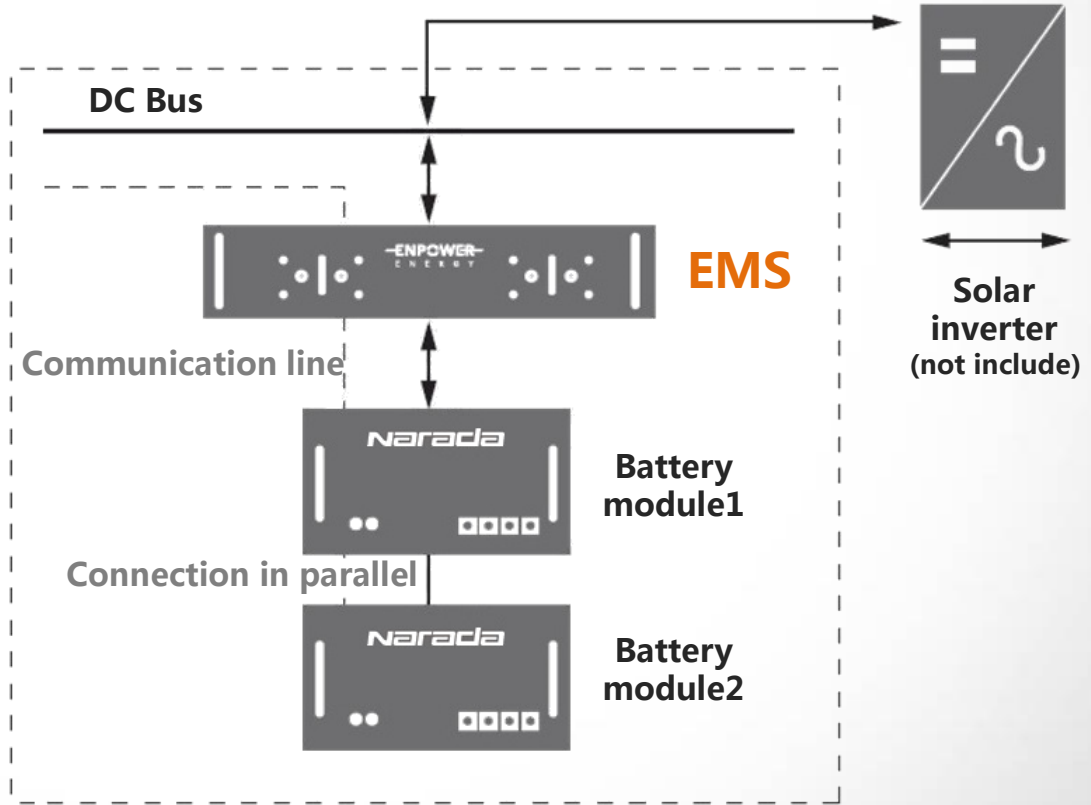 DC Bus
ENPOWER
ENERGY
EMS
Solar
inverter
(not include)
Communication line
Narada
Battery
module1
Connection in parallel
Narada
Battery
module2